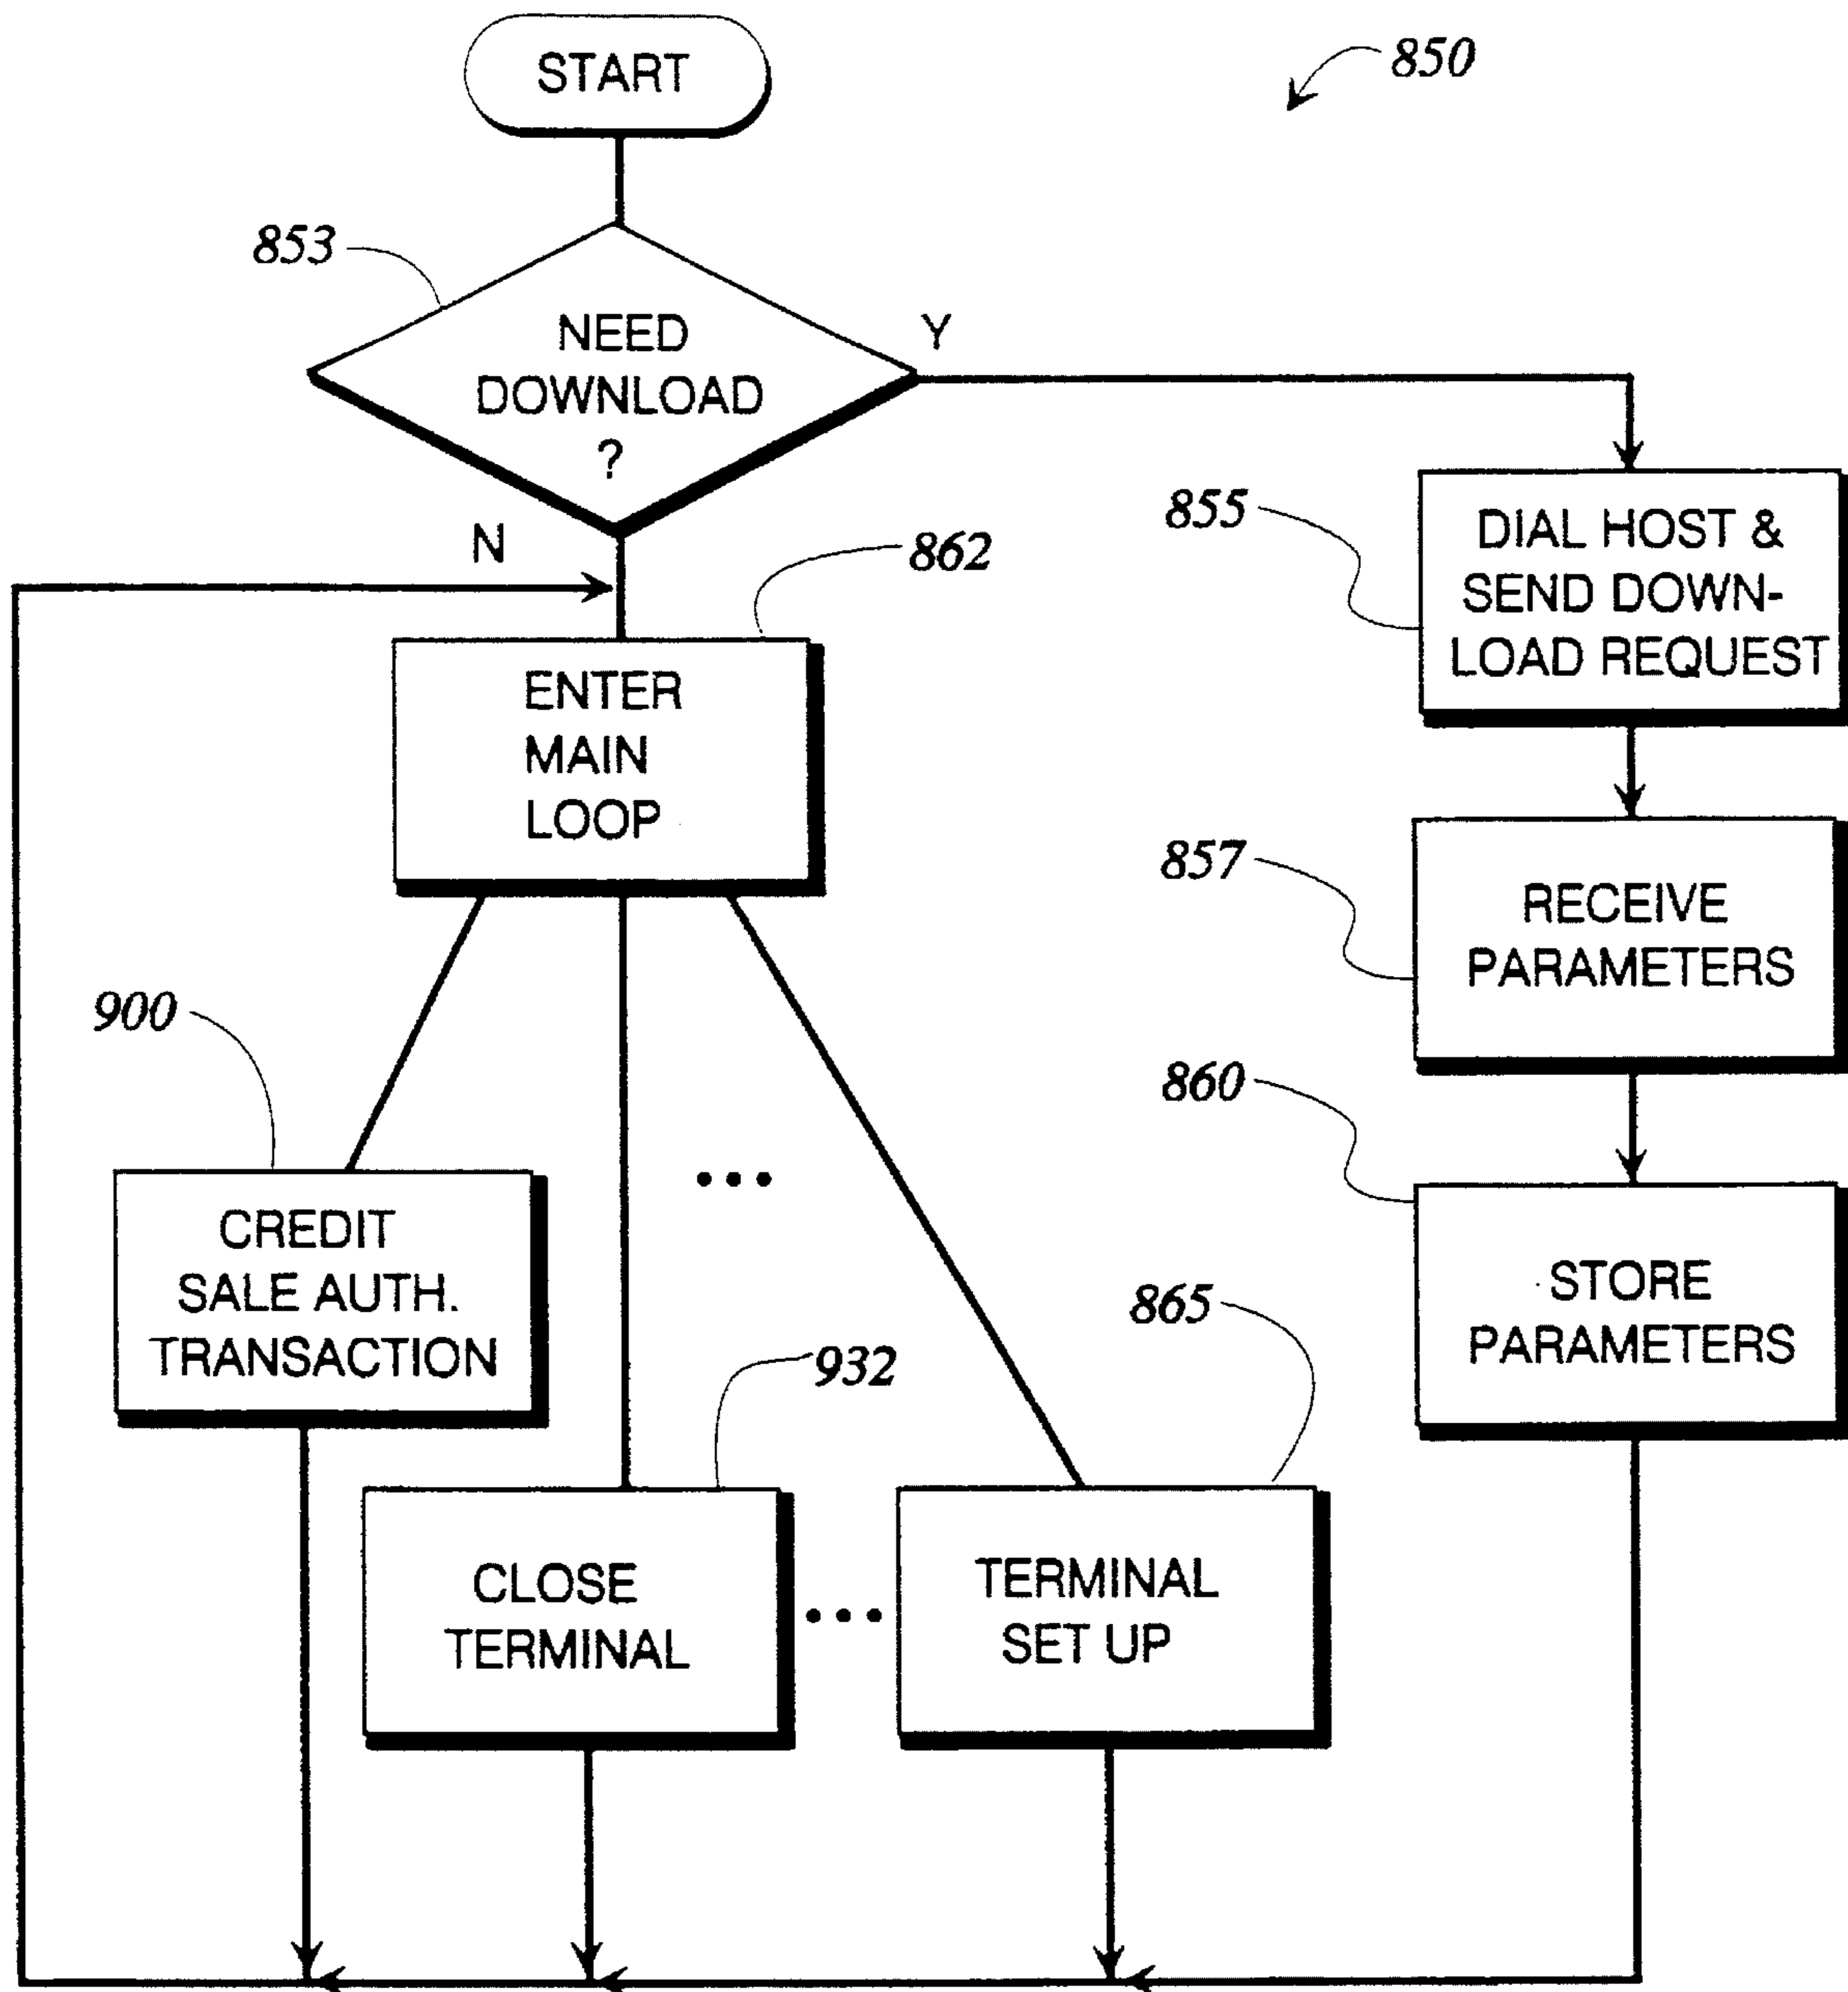 START
850
853
NEED
DOWNLOAD
?
Y
N
862
ENTER
MAIN
LOOP
855
DIAL HOST &
SEND DOWN-
LOAD REQUEST
857
RECEIVE
PARAMETERS
860
STORE
PARAMETERS
900
CREDIT
SALE AUTH.
TRANSACTION
...
932
CLOSE
TERMINAL
...
865
TERMINAL
SET UP